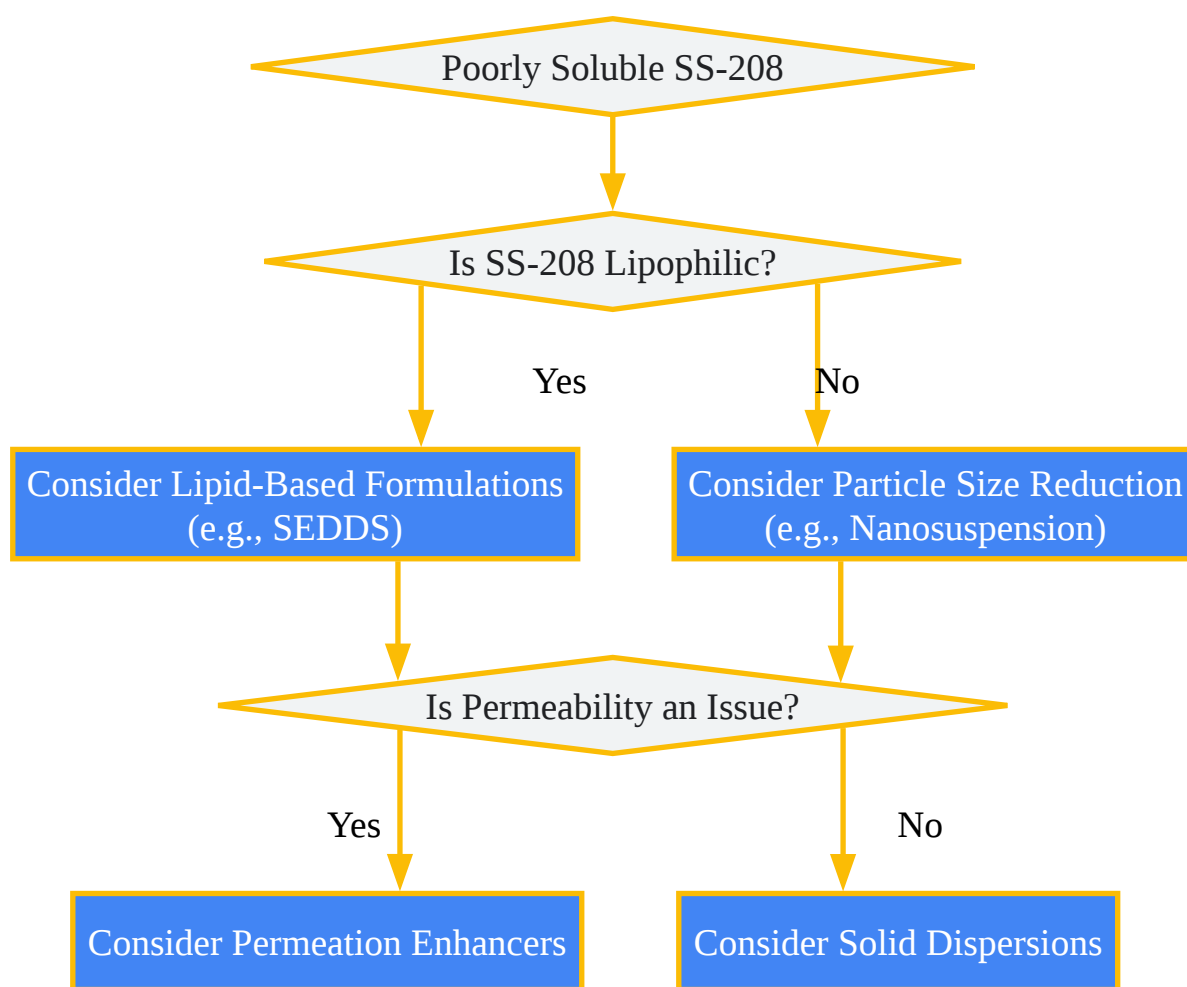 Poorly Soluble SS-208
Is SS-208 Lipophilic?
Yes
No
Consider Lipid-Based Formulations
(e.g., SEDDS)
Consider Particle Size Reduction
(e.g., Nanosuspension)
Is Permeability an Issue?
Yes
No
Consider Permeation Enhancers
Consider Solid Dispersions